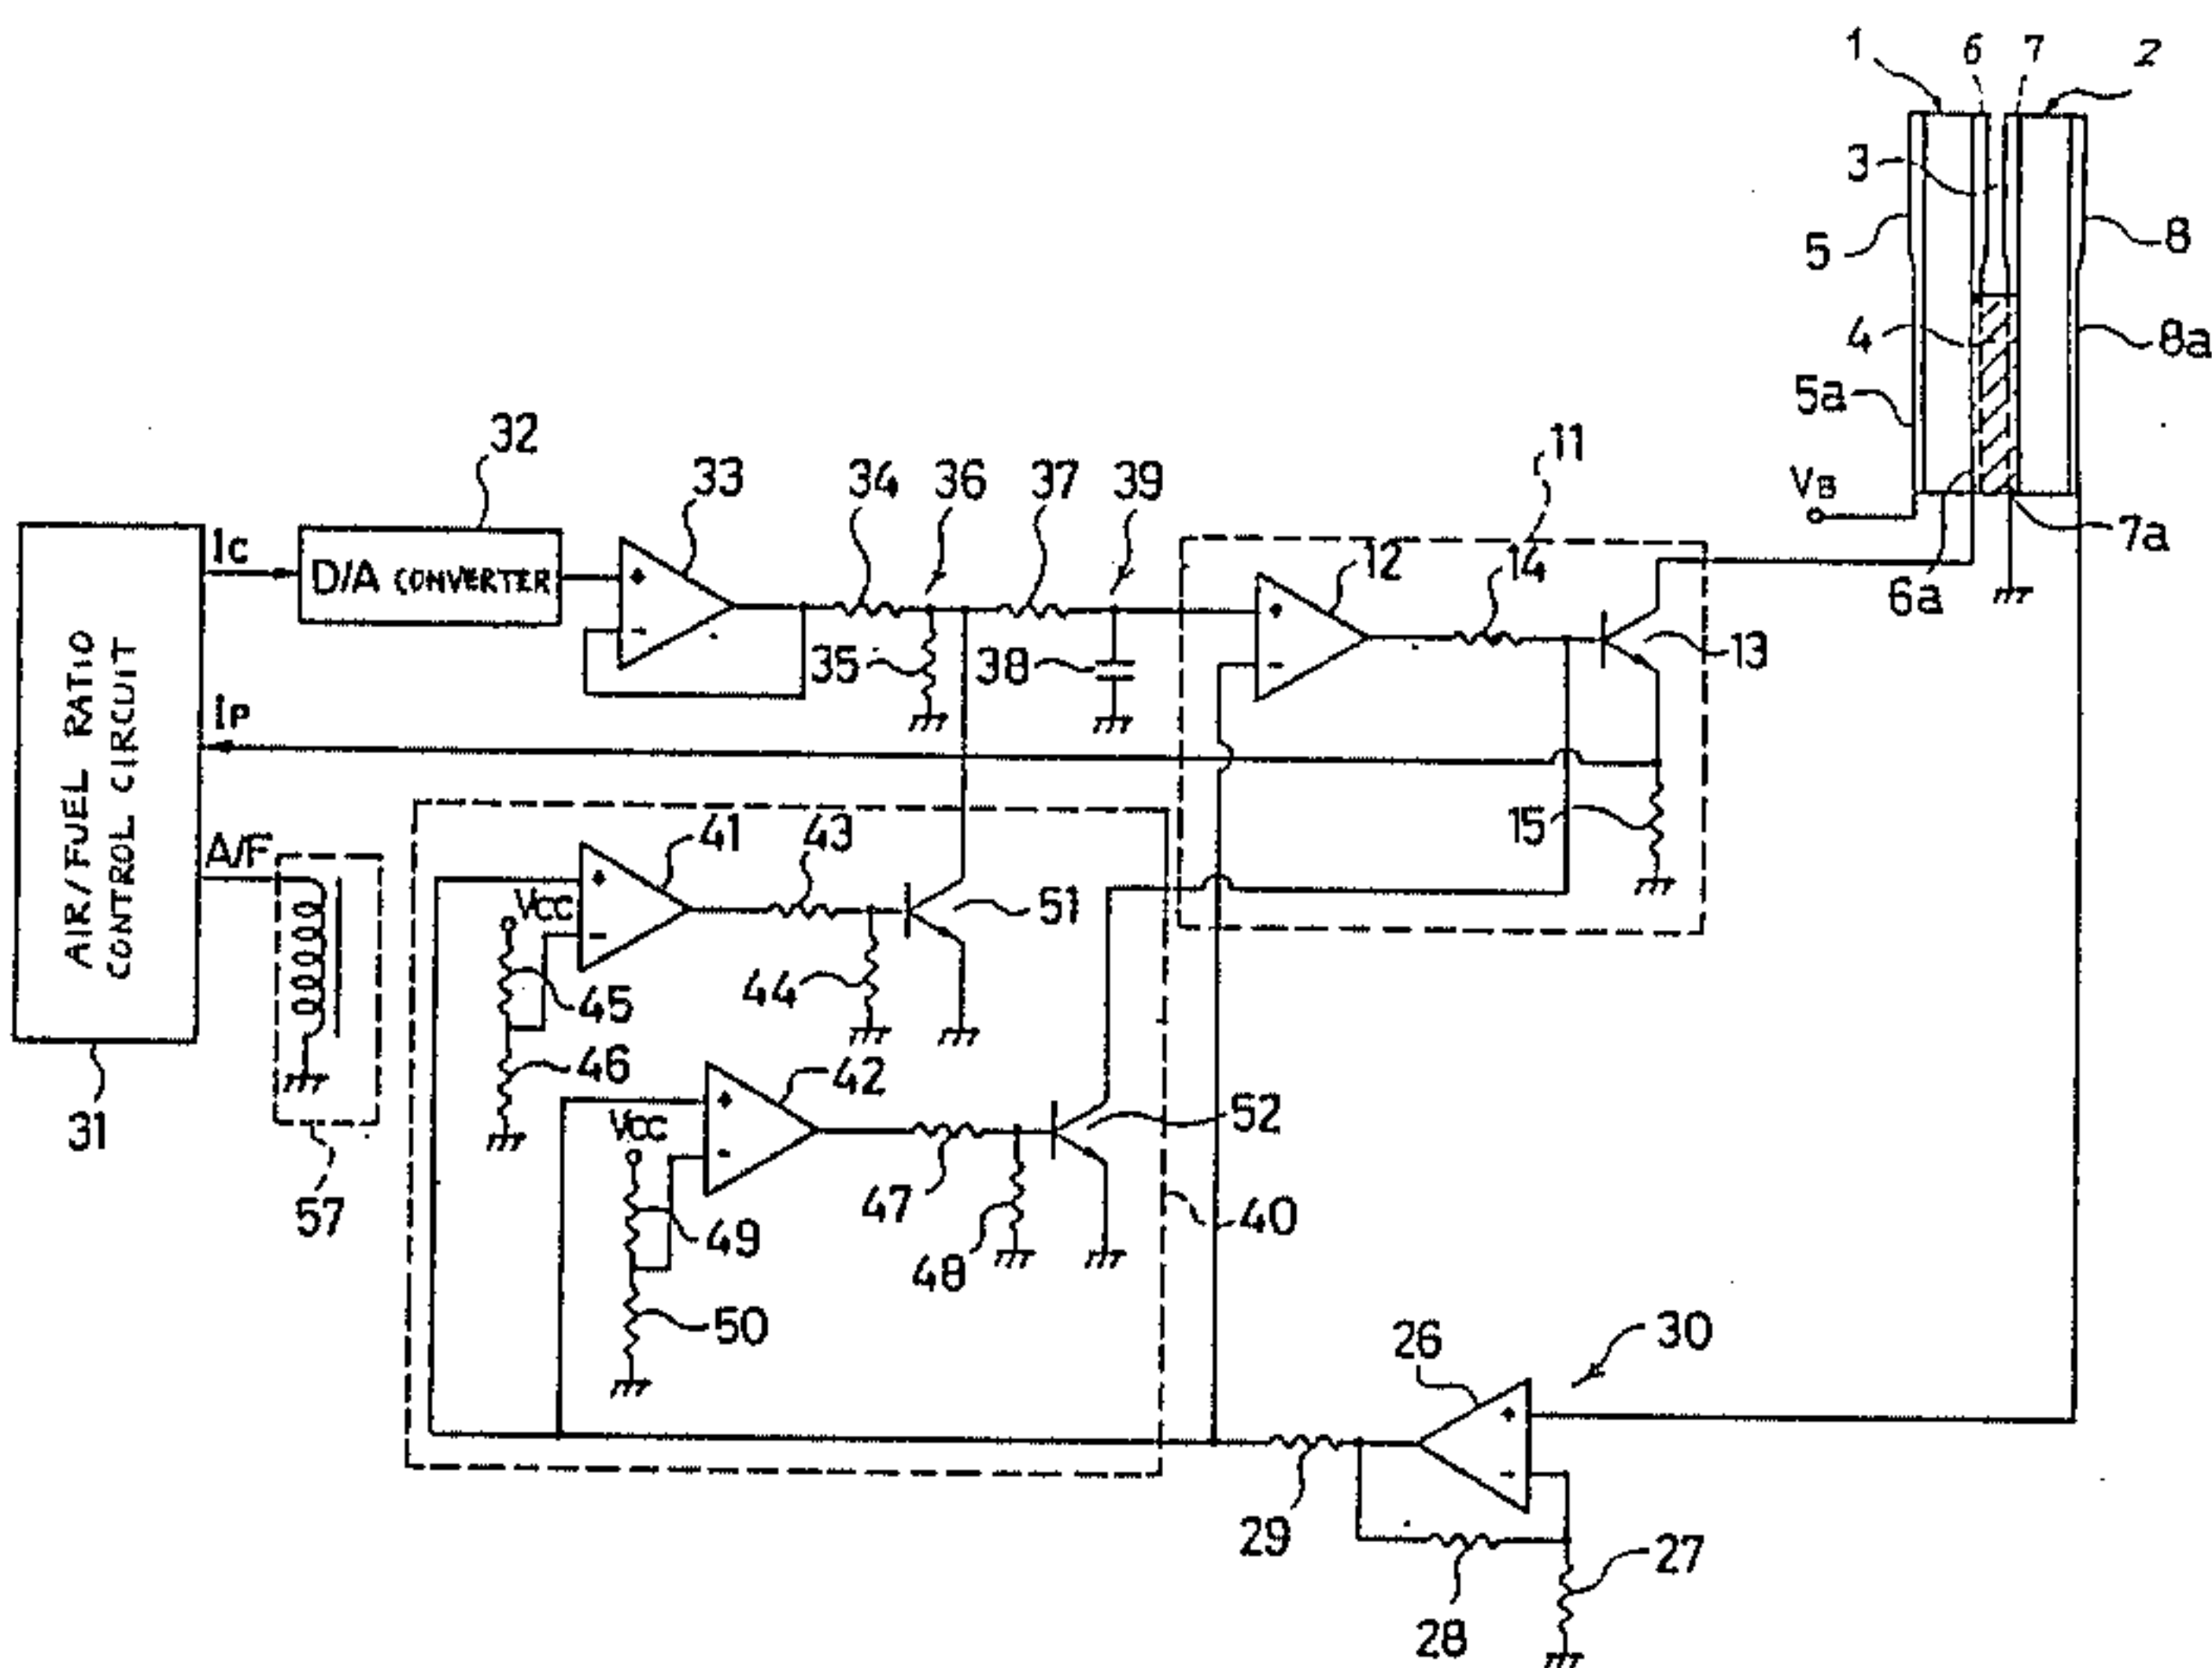 1 6 7 2
3
5 8
4 8a
5a
32 11
33 34 36 37 39 VB
7a
Ic D/A CONVERTER 12 14 6a
+ + 13
- 35 38 -
AIR/FUEL RATIO
CONTROL CIRCUIT
IP
15
A/F 41 43
+ 51
VCC
-
44
45
46 42
31 + 52
VCC
-
57 49 47 48 40
50
26 30
+
-
29
27
28